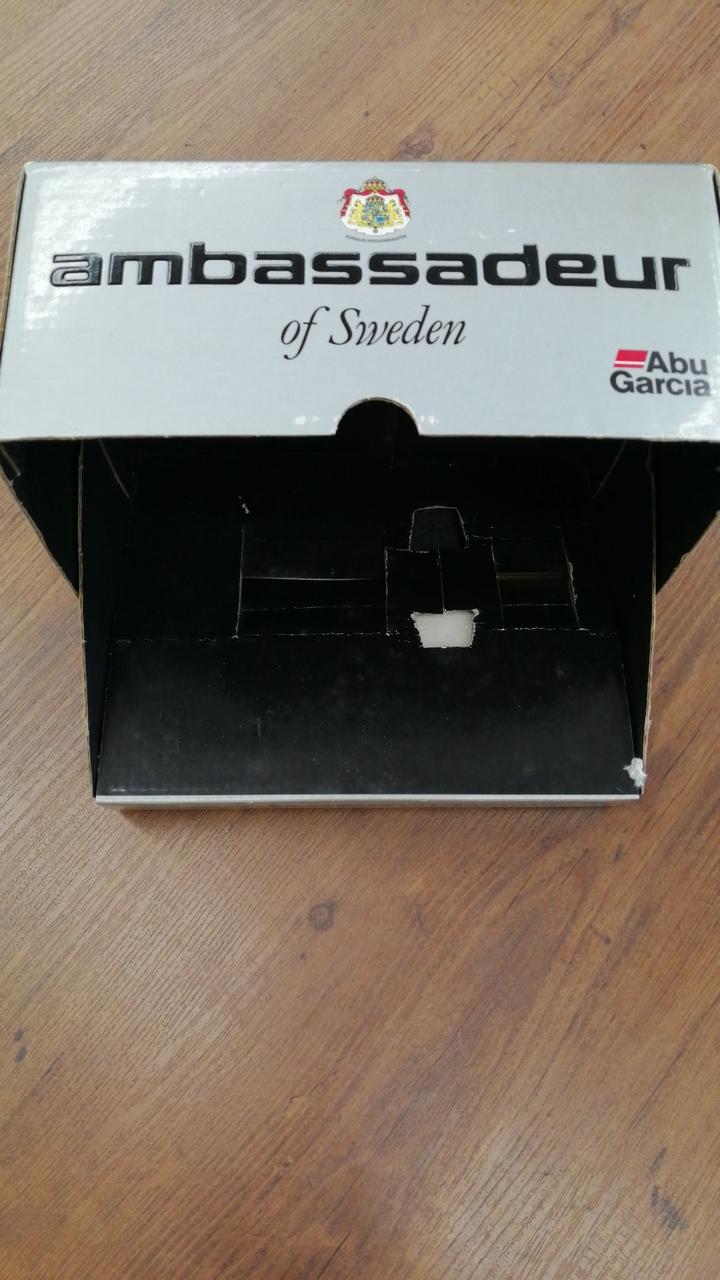 ambassadeur
of Sweden
Abu
Garcia